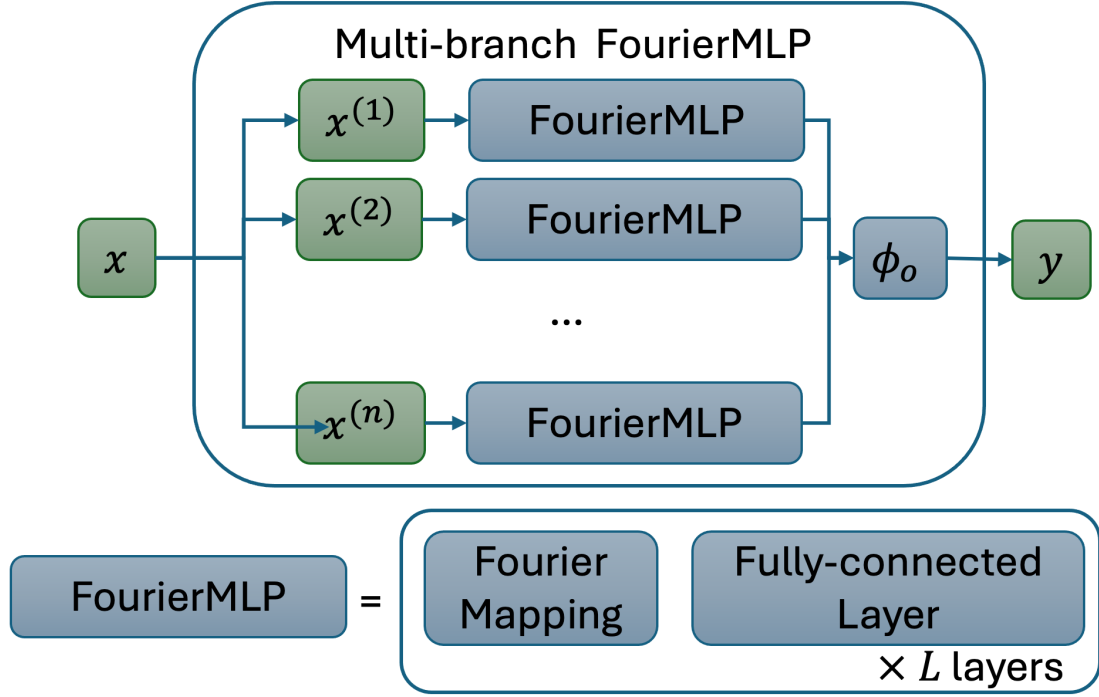 Multi-branch FourierMLP
x^(1) FourierMLP
x^(2) FourierMLP
x ϕ_o y
...
x^(n) FourierMLP
FourierMLP = Fourier Mapping Fully-connected Layer
× L layers